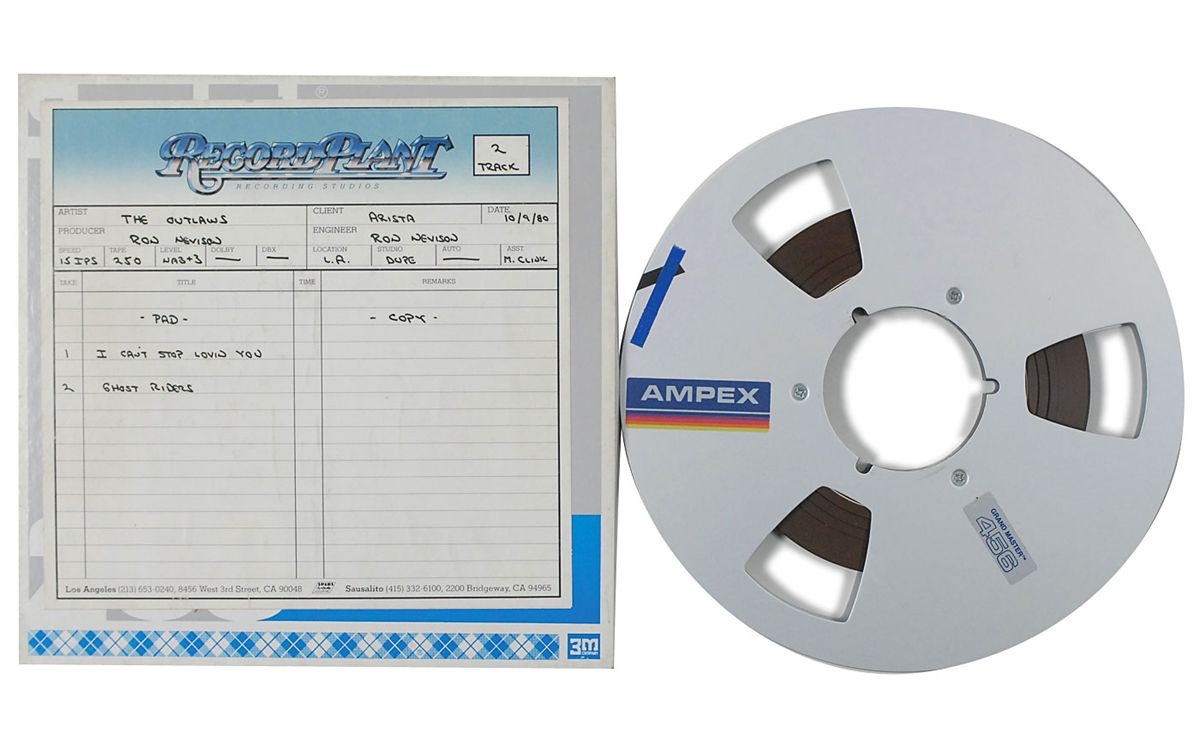 ®
RECORD PLANT
RECORDING STUDIOS
2
TRACK
ARTIST THE OUTLAWS CLIENT ARISTA DATE 10/9/80
PRODUCER RON NEVISON ENGINEER RON NEVISON
SPEED TAPE LEVEL DOLBY DBX LOCATION STUDIO AUTO ASST.
15 IPS 250 NAB+3 — — L.A. DUPE — M. CLINK
TAKE TITLE TIME REMARKS
- PAD - - COPY -
1 I CAN'T STOP LOVIN YOU
2 GHOST RIDERS
Los Angeles (213) 653-0240, 8456 West 3rd Street, CA 90048 Sausalito (415) 332-6100, 2200 Bridgeway, CA 94965
3M
COMPANY
AMPEX
GRAND MASTER™
456